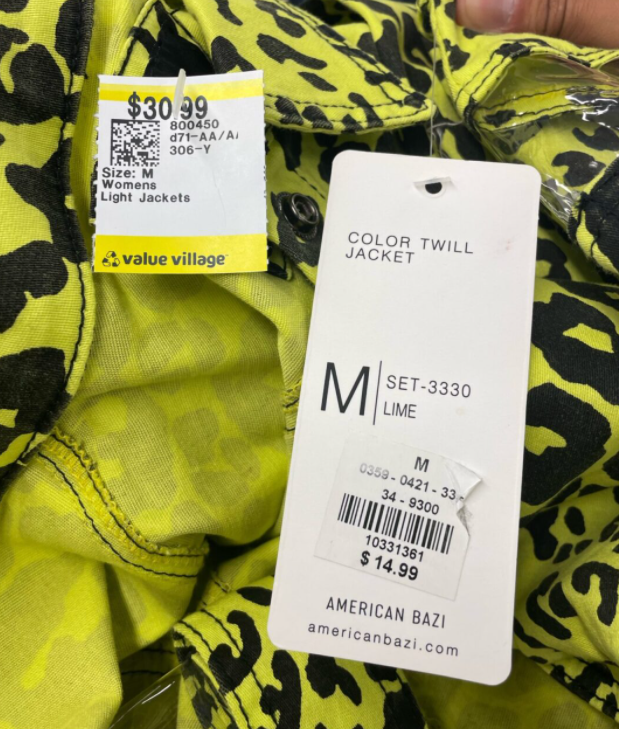 $30.99
800450
d71-AA/A/
306-Y
Size: M
Womens
Light Jackets
value village
COLOR TWILL
JACKET
M
SET-3330
LIME
M
0359-0421-33-
34-9300
10331361
$14.99
AMERICAN BAZI
americanbazi.com